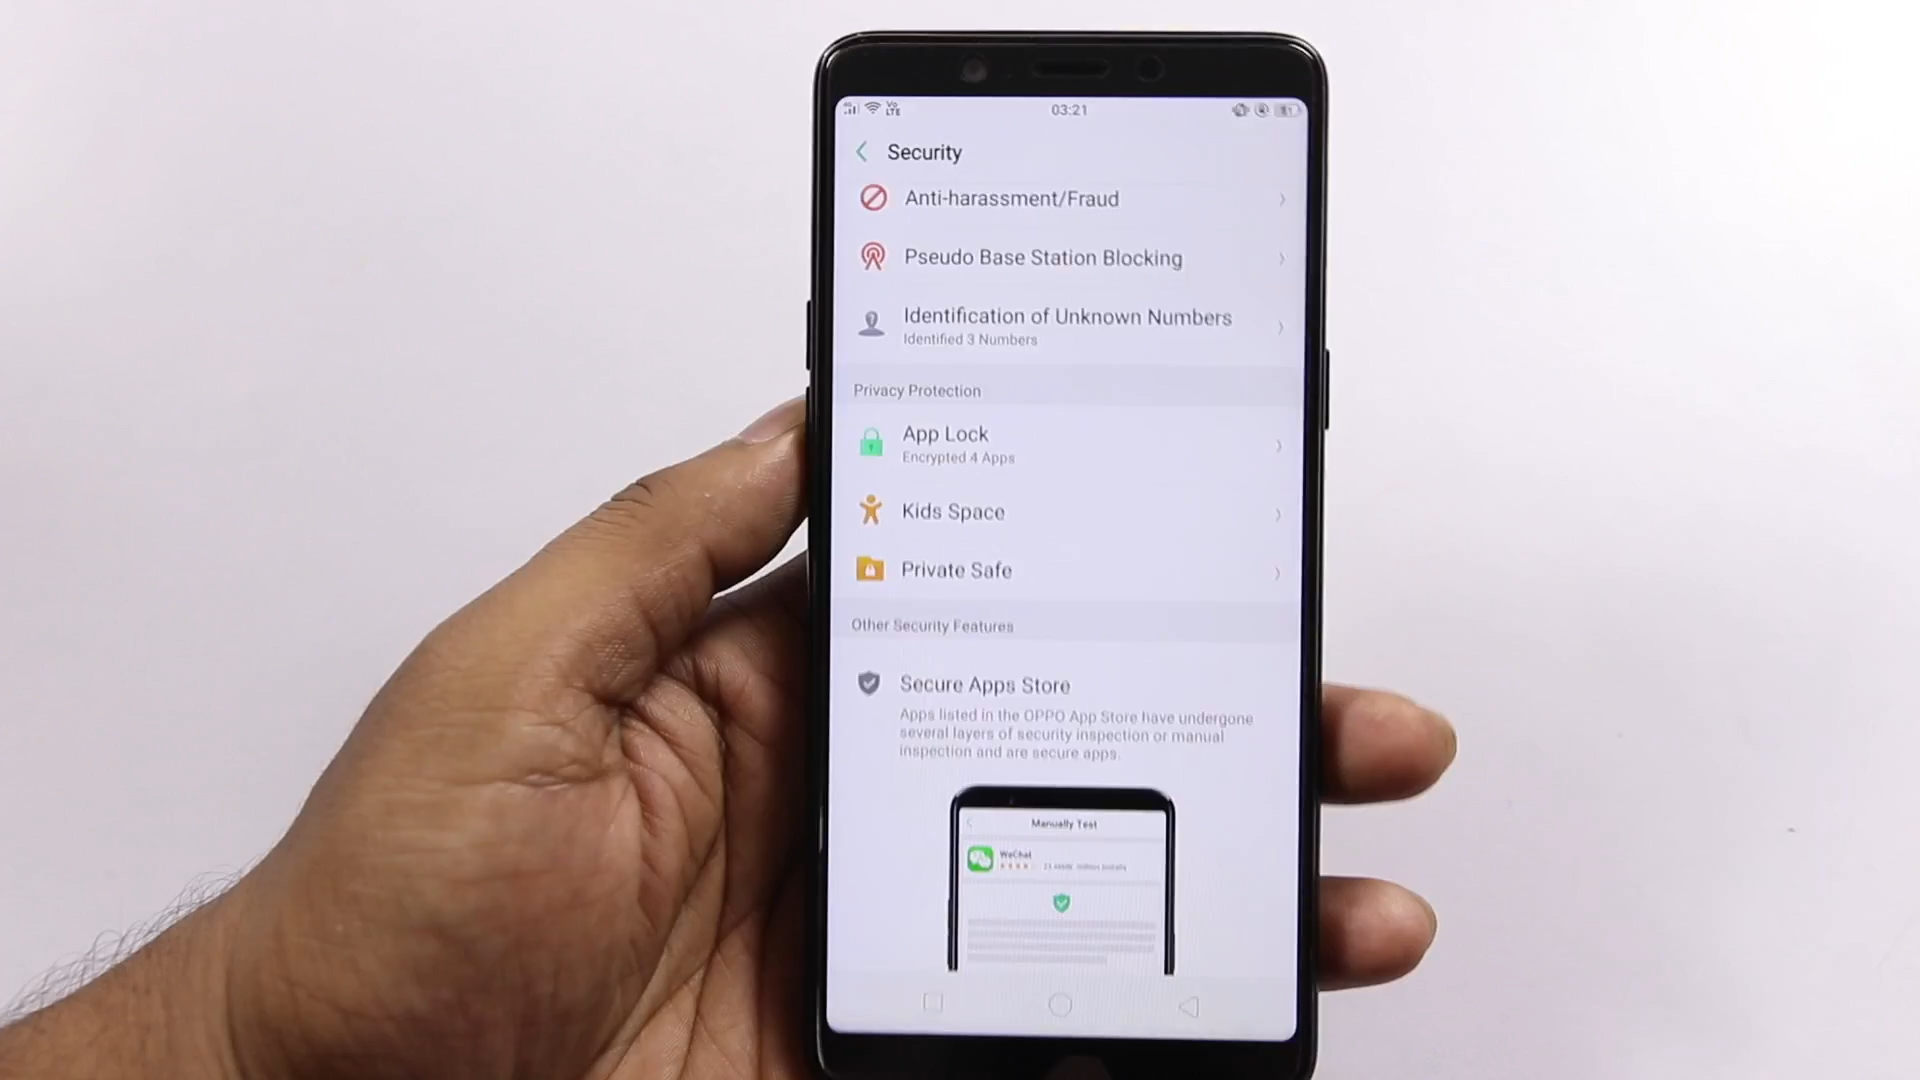 4G
Vo
LTE
03:21
Security
Anti-harassment/Fraud
Pseudo Base Station Blocking
Identification of Unknown Numbers
Identified 3 Numbers
Privacy Protection
App Lock
Encrypted 4 Apps
Kids Space
Private Safe
Other Security Features
Secure Apps Store
Apps listed in the OPPO App Store have undergone
several layers of security inspection or manual
inspection and are secure apps.
Manually Test
WeChat